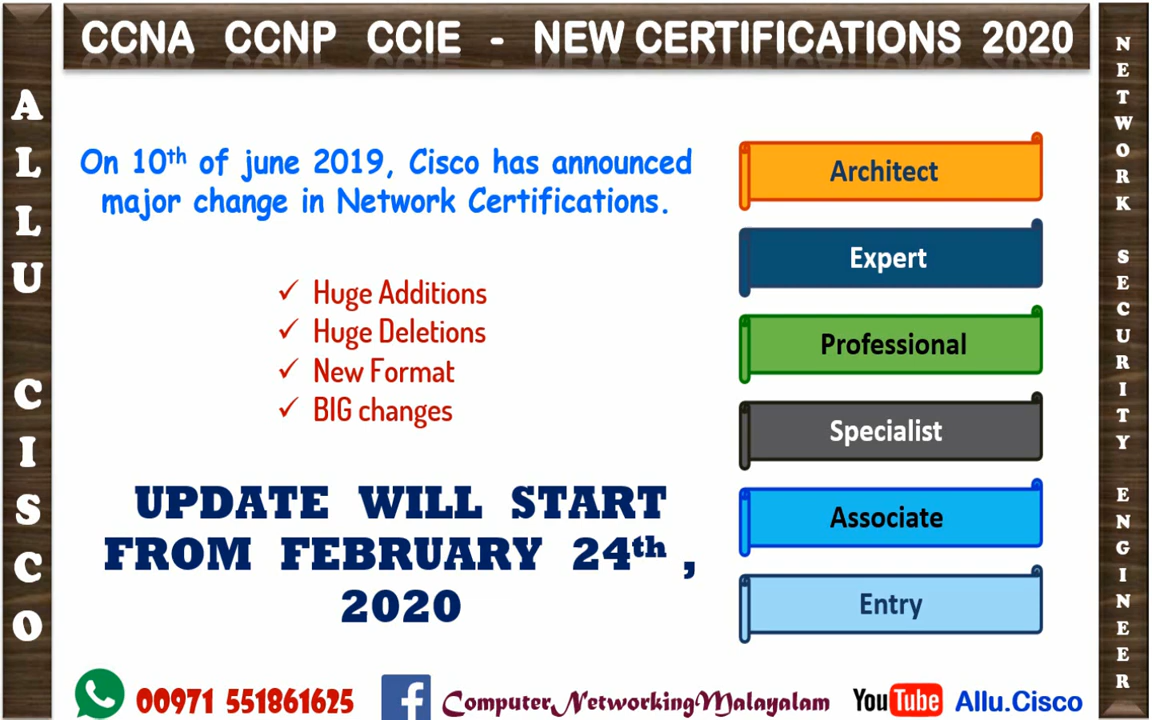 CCNA CCNP CCIE - NEW CERTIFICATIONS 2020
ALLU CISCO
On 10th of june 2019, Cisco has announced
major change in Network Certifications.
✓ Huge Additions
✓ Huge Deletions
✓ New Format
✓ BIG changes
UPDATE WILL START
FROM FEBRUARY 24th ,
2020
Architect
Expert
Professional
Specialist
Associate
Entry
NETWORK SECURITY ENGINEER
00971 551861625
f ComputerNetworkingMalayalam
YouTube Allu.Cisco